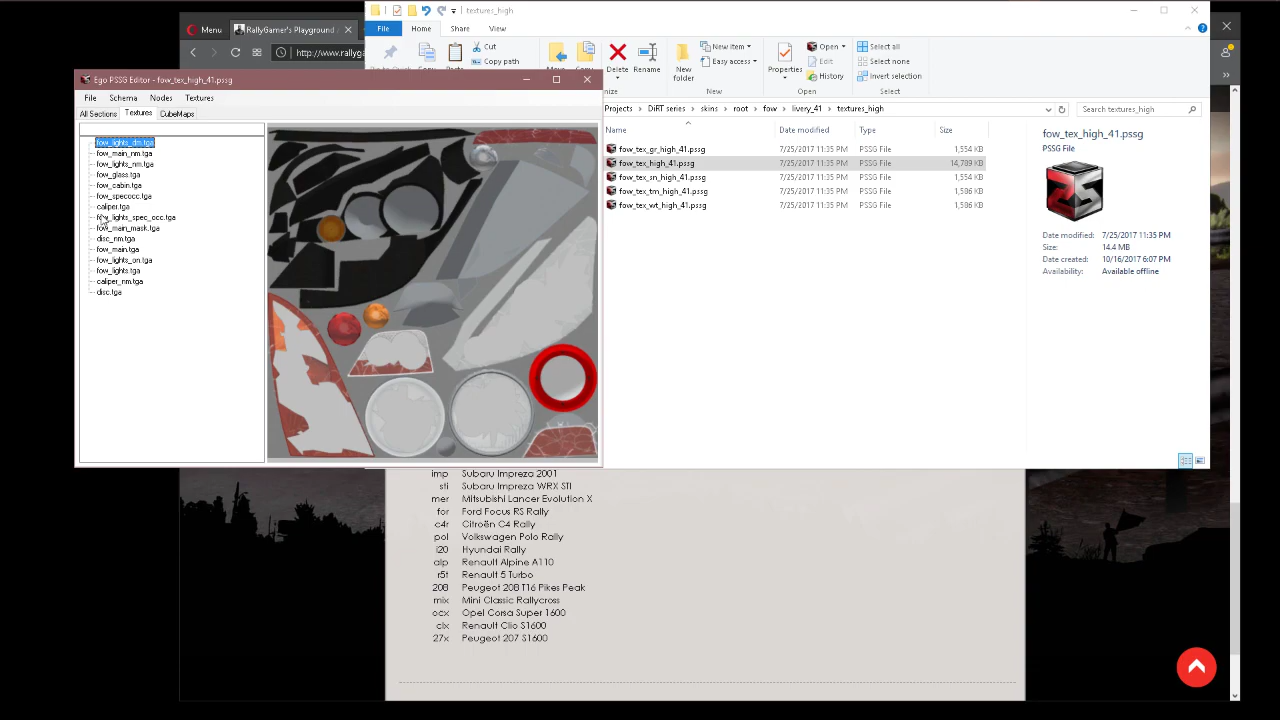 textures_high
File
Home
Share
View
Menu
RallyGamer's Playground
http://www.rallyg
Cut
Copy path
Delete
Rename
New folder
New item
Easy access
New
Properties
Open
Edit
History
Open
Select all
Select none
Invert selection
Select
Projects > DiRT series > skins > root > fow > livery_41 > textures_high
Search textures_high
Ego PSSG Editor - fow_tex_high_41.pssg
File Schema Nodes Textures
All Sections Textures CubeMaps
fow_lights_dm.tga
fow_main_nm.tga
fow_lights_nm.tga
fow_glass.tga
fow_cabin.tga
fow_specocc.tga
caliper.tga
fow_lights_spec_occ.tga
fow_main_mask.tga
disc_nm.tga
fow_main.tga
fow_lights_on.tga
fow_lights.tga
caliper_nm.tga
disc.tga
Name Date modified Type Size
fow_tex_gr_high_41.pssg 7/25/2017 11:35 PM PSSG File 1,554 KB
fow_tex_high_41.pssg 7/25/2017 11:35 PM PSSG File 14,789 KB
fow_tex_sn_high_41.pssg 7/25/2017 11:35 PM PSSG File 1,554 KB
fow_tex_tm_high_41.pssg 7/25/2017 11:35 PM PSSG File 1,586 KB
fow_tex_wt_high_41.pssg 7/25/2017 11:35 PM PSSG File 1,586 KB
fow_tex_high_41.pssg
PSSG File
Date modified: 7/25/2017 11:35 PM
Size: 14.4 MB
Date created: 10/16/2017 6:07 PM
Availability: Available offline
imp Subaru Impreza 2001
sti Subaru Impreza WRX STI
mer Mitsubishi Lancer Evolution X
for Ford Focus RS Rally
c4r Citroën C4 Rally
pol Volkswagen Polo Rally
i20 Hyundai Rally
alp Renault Alpine A110
r5t Renault 5 Turbo
208 Peugeot 208 T16 Pikes Peak
mix Mini Classic Rallycross
ocx Opel Corsa Super 1600
clx Renault Clio S1600
27x Peugeot 207 S1600